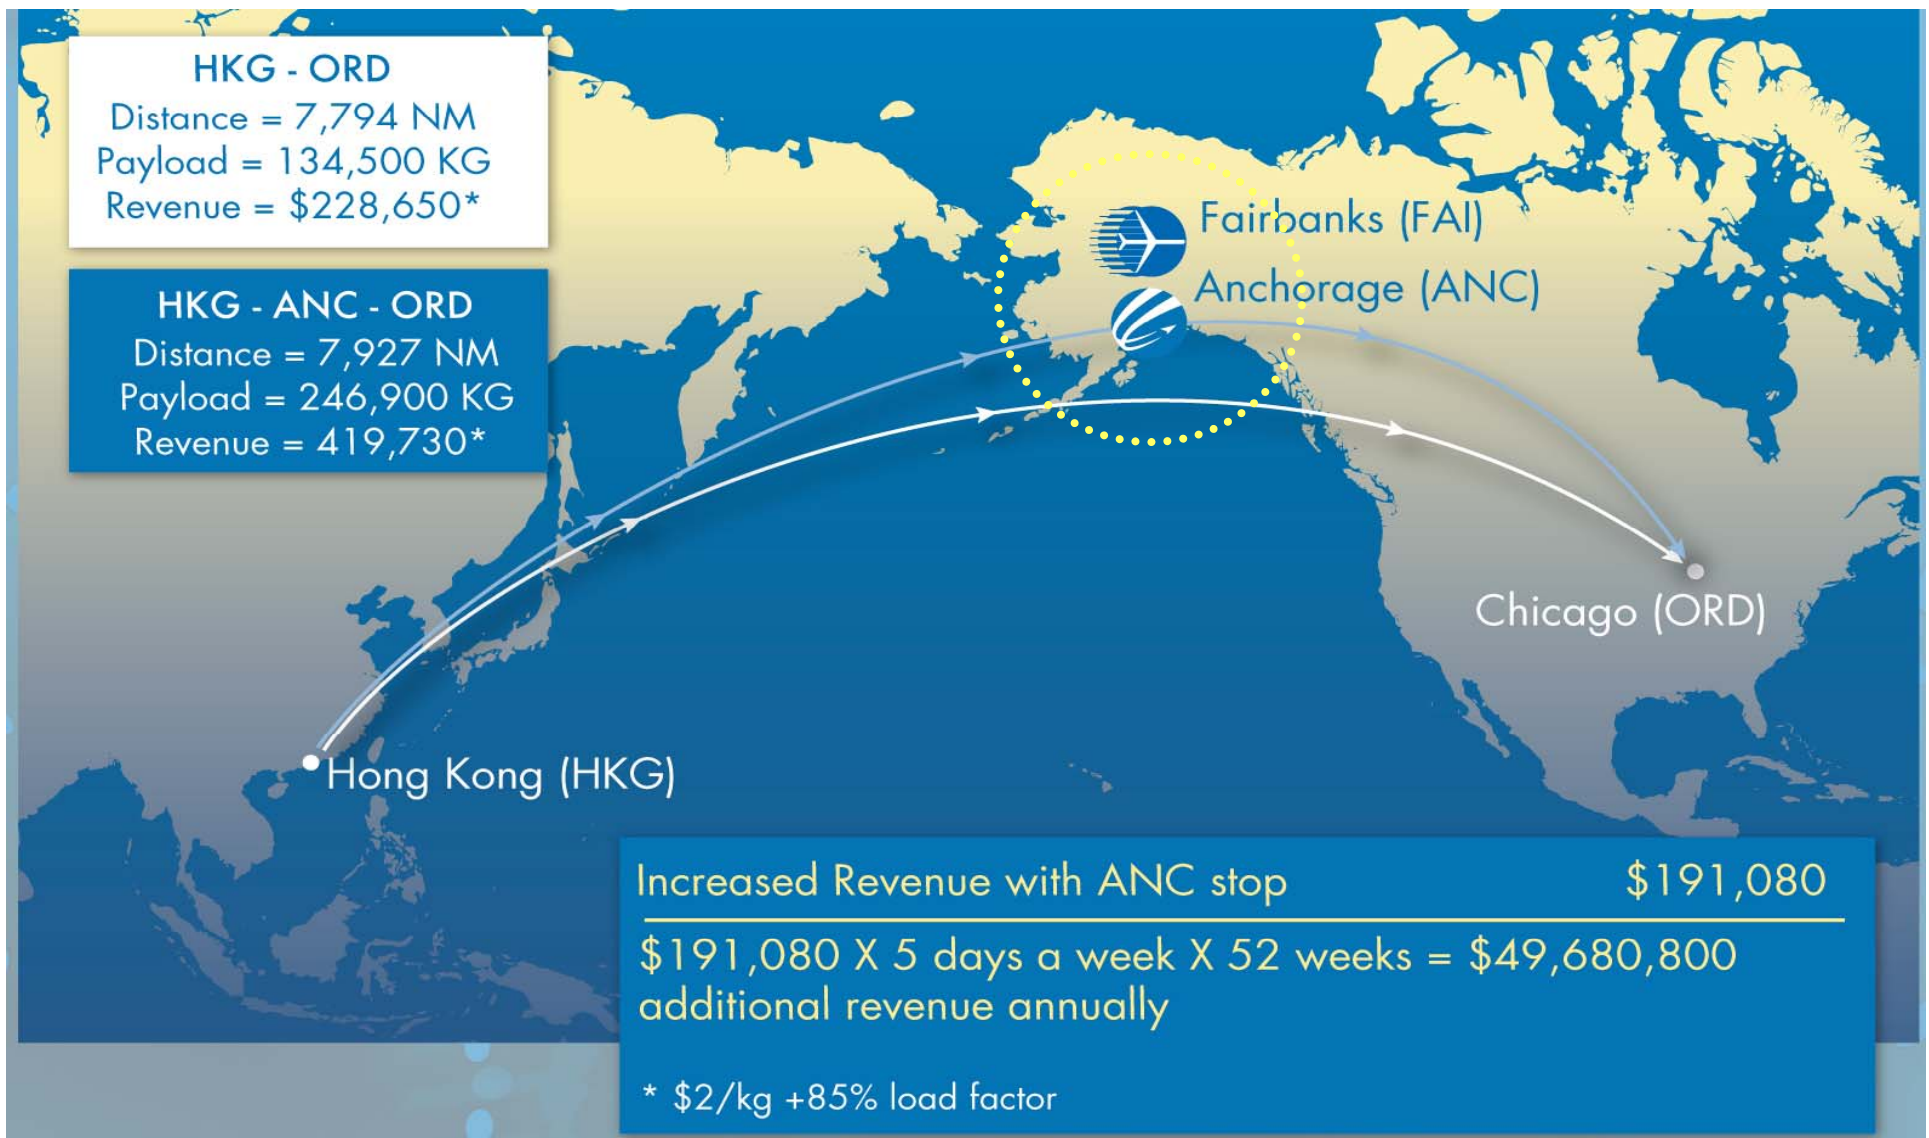 HKG - ORD
Distance = 7,794 NM
Payload = 134,500 KG
Revenue = $228,650*
HKG - ANC - ORD
Distance = 7,927 NM
Payload = 246,900 KG
Revenue = 419,730*
Fairbanks (FAI)
Anchorage (ANC)
Chicago (ORD)
Hong Kong (HKG)
Increased Revenue with ANC stop $191,080
$191,080 X 5 days a week X 52 weeks = $49,680,800
additional revenue annually
* $2/kg +85% load factor